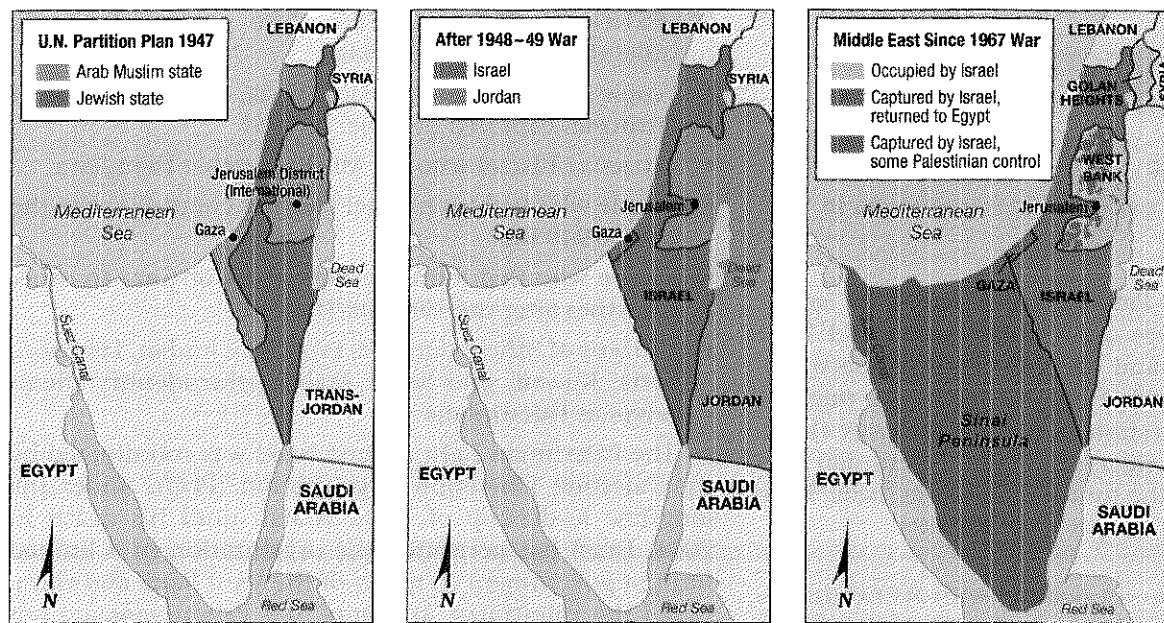 U.N. Partition Plan 1947
Arab Muslim state
Jewish state
LEBANON
SYRIA
Jerusalem District
(International)
Mediterranean
Sea
Gaza
Dead
Sea
Suez Canal
TRANS-
JORDAN
EGYPT
SAUDI
ARABIA
N
Red Sea
After 1948–49 War
Israel
Jordan
LEBANON
SYRIA
Mediterranean
Sea
Jerusalem
Gaza
Dead
Sea
ISRAEL
Suez Canal
JORDAN
EGYPT
SAUDI
ARABIA
N
Red Sea
Middle East Since 1967 War
Occupied by Israel
Captured by Israel,
returned to Egypt
Captured by Israel,
some Palestinian control
LEBANON
SYRIA
GOLAN
HEIGHTS
WEST
BANK
Mediterranean
Sea
Jerusalem
Dead
Sea
GAZA
ISRAEL
JORDAN
Sinai
Peninsula
EGYPT
SAUDI
ARABIA
N
Red Sea